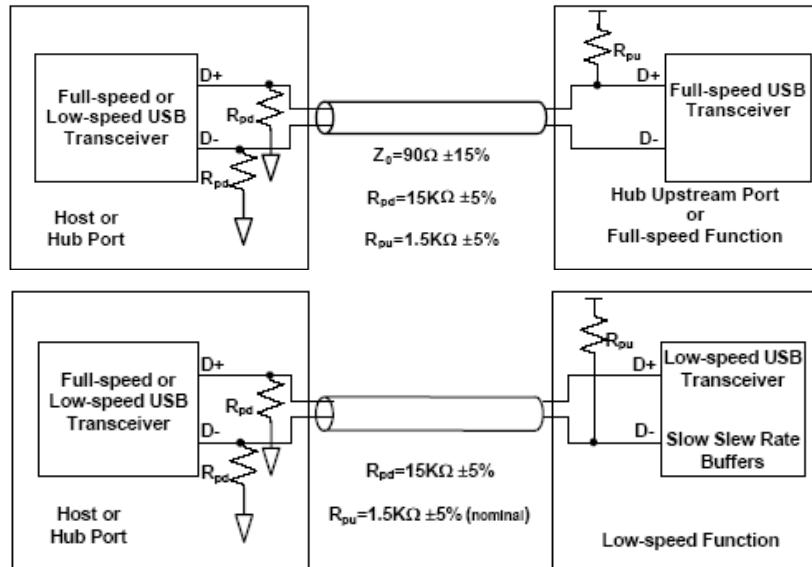 D+
Full-speed or
Low-speed USB
Transceiver
Rpd
D-
Rpd
Host or
Hub Port
Z0=90Ω ±15%
Rpd=15KΩ ±5%
Rpu=1.5KΩ ±5%
Rpu
D+
Full-speed USB
Transceiver
D-
Hub Upstream Port
or
Full-speed Function
D+
Full-speed or
Low-speed USB
Transceiver
Rpd
D-
Rpd
Host or
Hub Port
Rpd=15KΩ ±5%
Rpu=1.5KΩ ±5% (nominal)
Rpu
D+
Low-speed USB
Transceiver
D-
Slow Slew Rate
Buffers
Low-speed Function